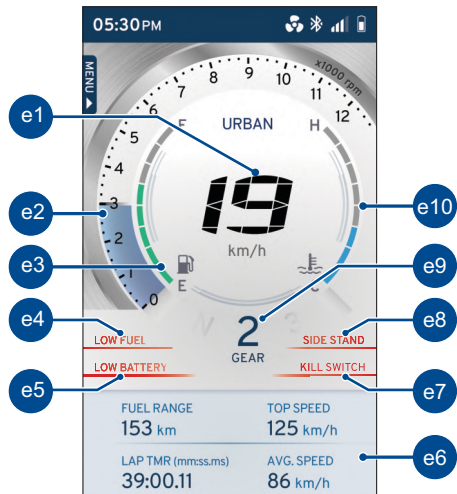 05:30PM
MENU
x1000 rpm
7 8 9 10 11 12
6
5
4
3
2
1
0
F URBAN H
e1
19
km/h
e2
e10
e3
e9
E C
e4
N 2 3
e8
LOW FUEL GEAR SIDE STAND
LOW BATTERY KILL SWITCH
e5
e7
FUEL RANGE TOP SPEED
153 km 125 km/h
e6
LAP TMR (mm:ss.ms) AVG. SPEED
39:00.11 86 km/h